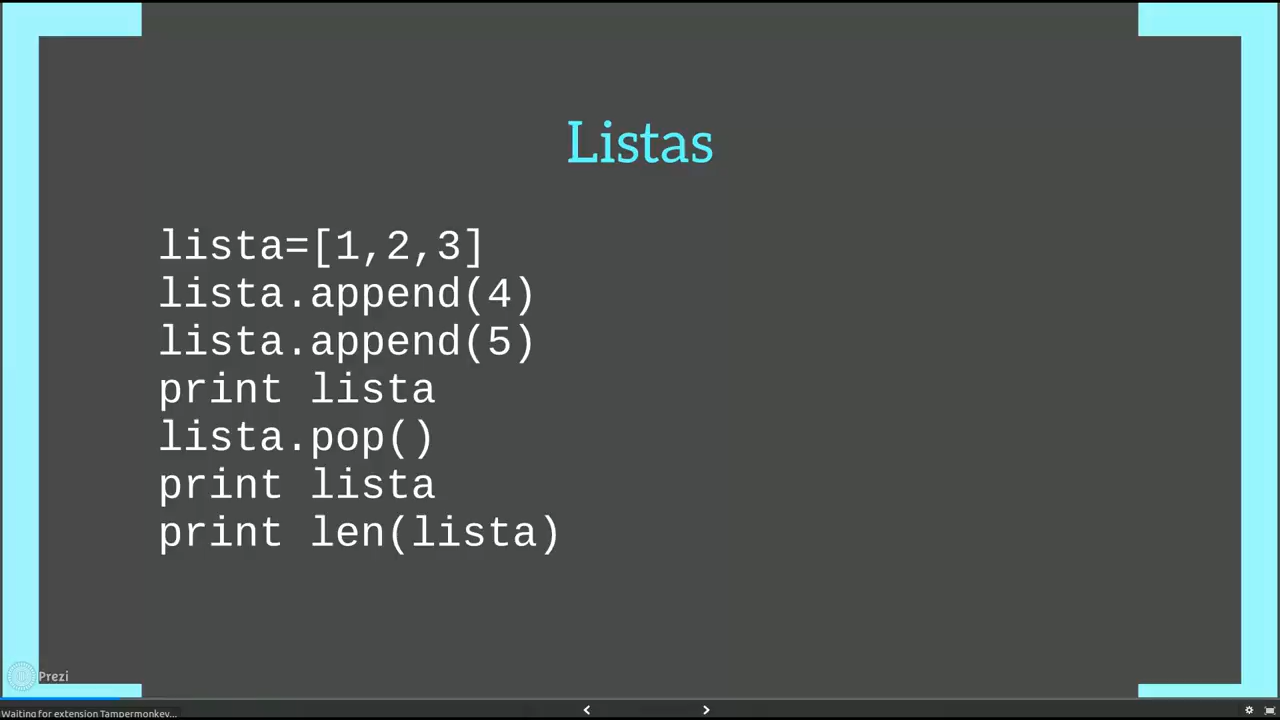 Listas
lista=[1,2,3]
lista.append(4)
lista.append(5)
print lista
lista.pop()
print lista
print len(lista)
Prezi
Waiting for extension Tampermonkey...